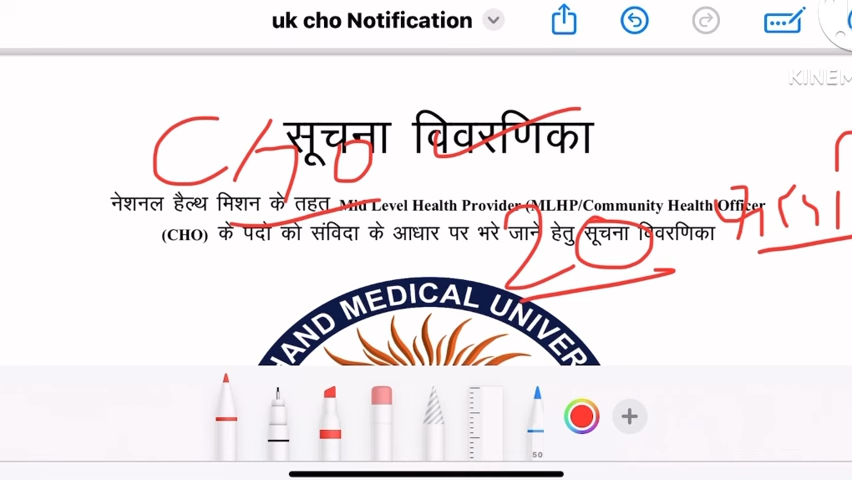 uk cho Notification
KINEM
सूचना विवरणिका
CHO
नेशनल हैल्थ मिशन के तहत Mid Level Health Provider (MLHP/Community Health Officer
(CHO) के पदों को संविदा के आधार पर भरे जाने हेतु सूचना विवरणिका
20
HAND MEDICAL UNIVER
50